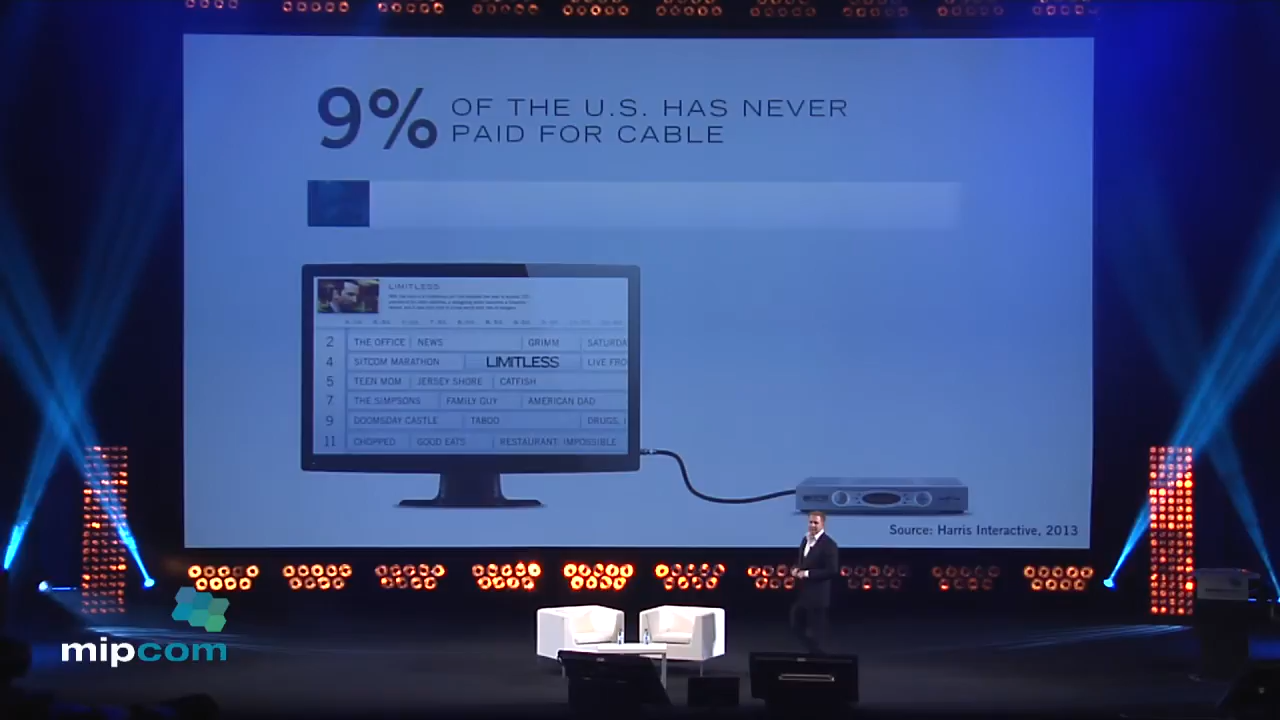 9% OF THE U.S. HAS NEVER
PAID FOR CABLE
LIMITLESS
2 THE OFFICE NEWS GRIMM SATURDA
4 SITCOM MARATHON LIMITLESS LIVE FRO
5 TEEN MOM JERSEY SHORE CATFISH
7 THE SIMPSONS FAMILY GUY AMERICAN DAD
9 DOOMSDAY CASTLE TABOO DRUGS,
11 CHOPPED GOOD EATS RESTAURANT: IMPOSSIBLE
Source: Harris Interactive, 2013
mipcom